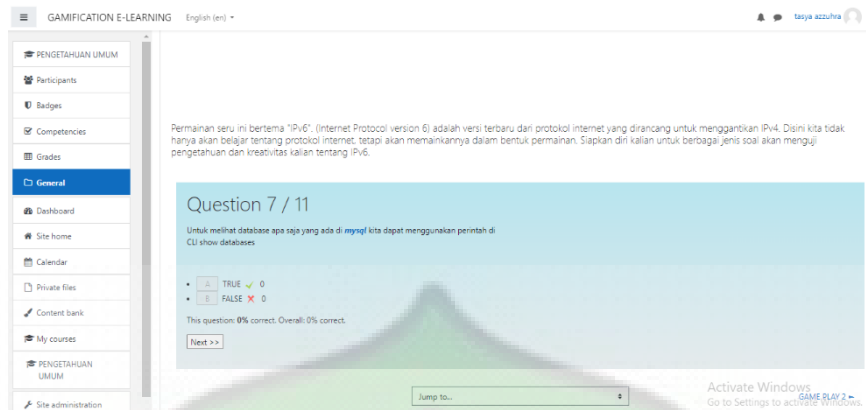 GAMIFICATION E-LEARNING English (en)
tasya azzuhra
PENGETAHUAN UMUM
Participants
Badges
Competencies
Grades
General
Dashboard
Site home
Calendar
Private files
Content bank
My courses
PENGETAHUAN
UMUM
Site administration
Permainan seru ini bertema "IPv6". (Internet Protocol version 6) adalah versi terbaru dari protokol internet yang dirancang untuk menggantikan IPv4. Disini kita tidak
hanya akan belajar tentang protokol internet, tetapi akan memainkannya dalam bentuk permainan. Siapkan diri kalian untuk berbagai jenis soal akan menguji
pengetahuan dan kreativitas kalian tentang IPv6.
Question 7 / 11
Untuk melihat database apa saja yang ada di mysql kita dapat menggunakan perintah di
CLI show databases
A TRUE ✓ 0
B FALSE ✗ 0
This question: 0% correct. Overall: 0% correct.
Next >>
Jump to...
GAME PLAY 2
Activate Windows
Go to Settings to activate Windows.